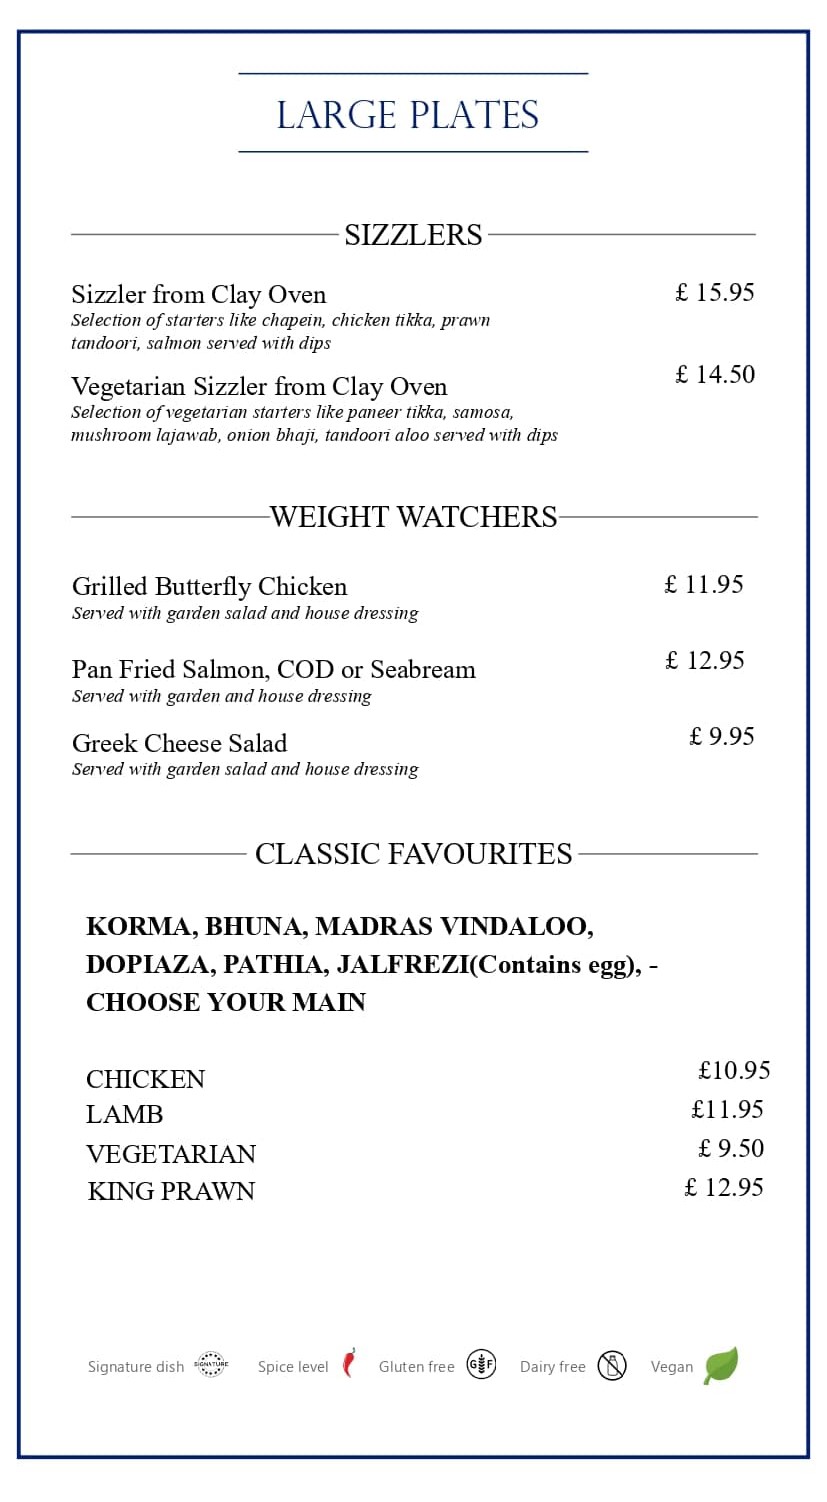 LARGE PLATES
SIZZLERS
Sizzler from Clay Oven £ 15.95
Selection of starters like chapein, chicken tikka, prawn
tandoori, salmon served with dips
Vegetarian Sizzler from Clay Oven £ 14.50
Selection of vegetarian starters like paneer tikka, samosa,
mushroom lajawab, onion bhaji, tandoori aloo served with dips
WEIGHT WATCHERS
Grilled Butterfly Chicken £ 11.95
Served with garden salad and house dressing
Pan Fried Salmon, COD or Seabream £ 12.95
Served with garden and house dressing
Greek Cheese Salad £ 9.95
Served with garden salad and house dressing
CLASSIC FAVOURITES
KORMA, BHUNA, MADRAS VINDALOO,
DOPIAZA, PATHIA, JALFREZI(Contains egg), -
CHOOSE YOUR MAIN
CHICKEN £10.95
LAMB £11.95
VEGETARIAN £ 9.50
KING PRAWN £ 12.95
Signature dish SIGNATURE Spice level Gluten free GF Dairy free Vegan